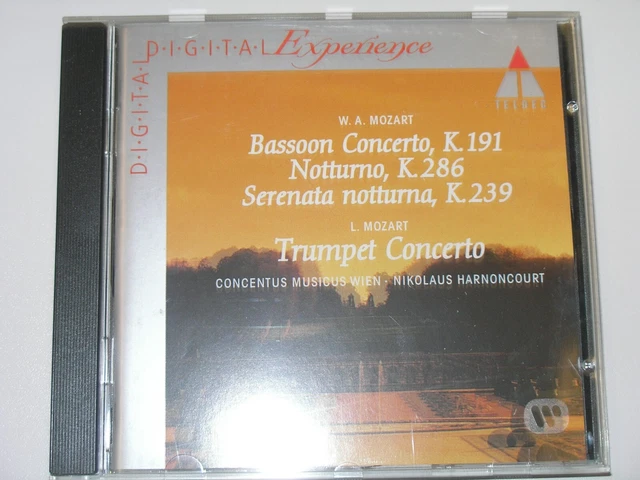 D·I·G·I·T·A·L
D·I·G·I·T·A·L Experience
TELDEC
W. A. MOZART
Bassoon Concerto, K.191
Notturno, K.286
Serenata notturna, K.239
L. MOZART
Trumpet Concerto
CONCENTUS MUSICUS WIEN · NIKOLAUS HARNONCOURT